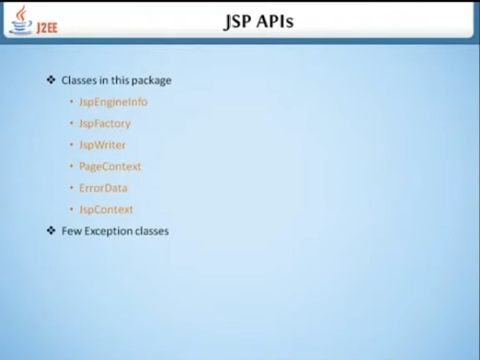 J2EE
JSP APIs
❖ Classes in this package
• JspEngineInfo
• JspFactory
• JspWriter
• PageContext
• ErrorData
• JspContext
❖ Few Exception classes